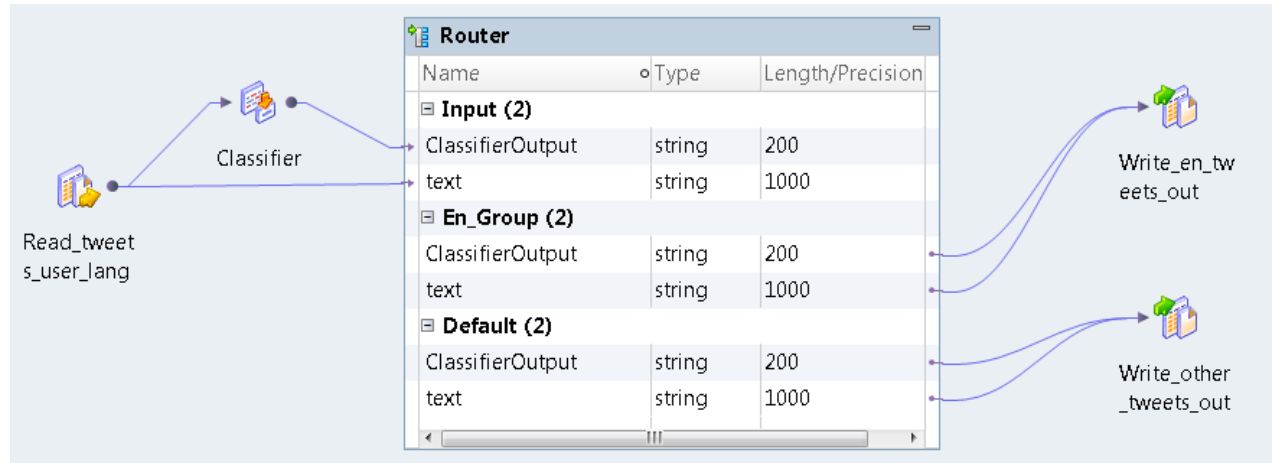 Router
Name Type Length/Precision
Input (2)
ClassifierOutput string 200
text string 1000
En_Group (2)
ClassifierOutput string 200
text string 1000
Default (2)
ClassifierOutput string 200
text string 1000
Classifier
Read_tweet
s_user_lang
Write_en_tw
eets_out
Write_other
_tweets_out